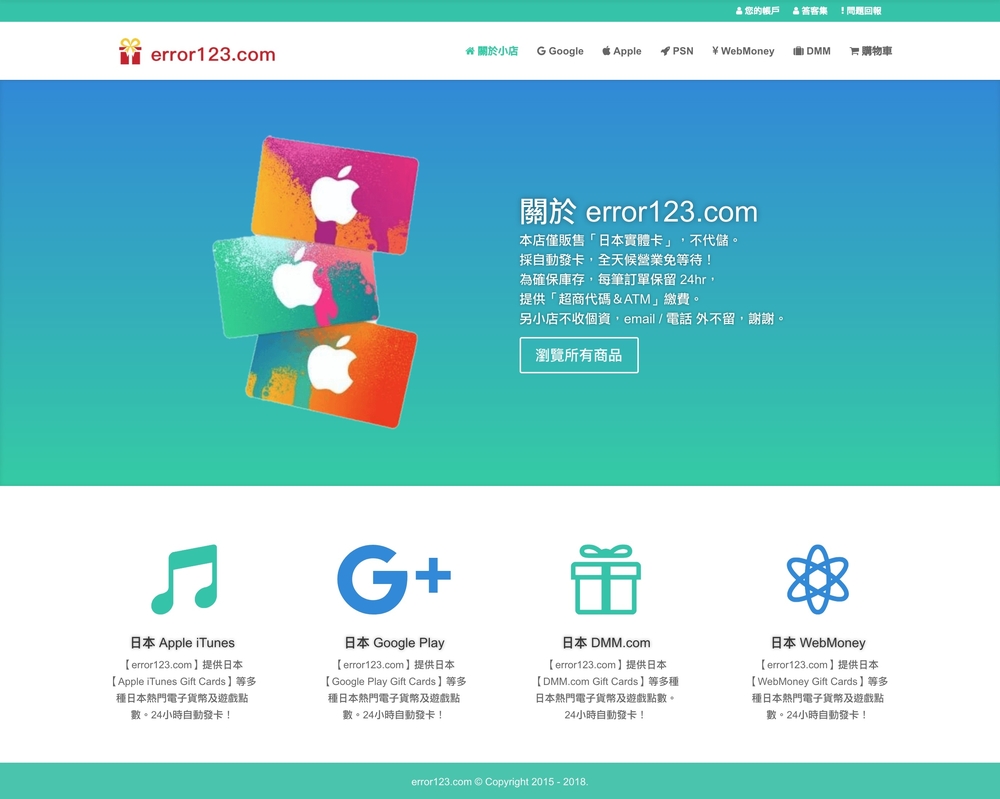 您的帳戶 答客集 問題回報
error123.com
關於小店 Google Apple PSN WebMoney DMM 購物車
關於 error123.com
本店僅販售「日本實體卡」，不代儲。
採自動發卡，全天候營業免等待！
為確保庫存，每筆訂單保留 24hr，
提供「超商代碼＆ATM」繳費。
另小店不收個資，email / 電話 外不留，謝謝。
瀏覽所有商品
日本 Apple iTunes
【error123.com】提供日本
【Apple iTunes Gift Cards】等多
種日本熱門電子貨幣及遊戲點
數。24小時自動發卡！
日本 Google Play
【error123.com】提供日本
【Google Play Gift Cards】等多
種日本熱門電子貨幣及遊戲點
數。24小時自動發卡！
日本 DMM.com
【error123.com】提供日本
【DMM.com Gift Cards】等多種
日本熱門電子貨幣及遊戲點數。
24小時自動發卡！
日本 WebMoney
【error123.com】提供日本
【WebMoney Gift Cards】等多
種日本熱門電子貨幣及遊戲點
數。24小時自動發卡！
error123.com © Copyright 2015 - 2018.